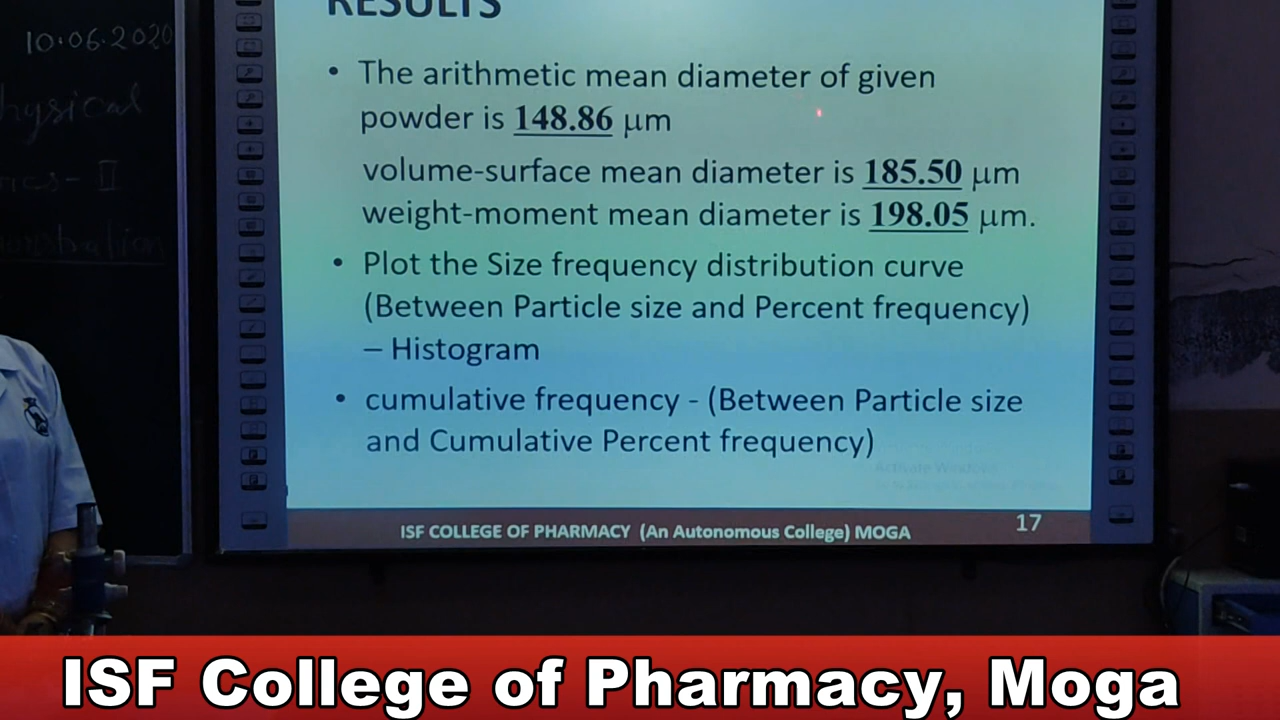 10.06.2020
RESULTS
• The arithmetic mean diameter of given
powder is 148.86 µm
volume-surface mean diameter is 185.50 µm
weight-moment mean diameter is 198.05 µm.
• Plot the Size frequency distribution curve
(Between Particle size and Percent frequency)
– Histogram
• cumulative frequency - (Between Particle size
and Cumulative Percent frequency)
Activate Windows
ISF COLLEGE OF PHARMACY (An Autonomous College) MOGA
17
ISF College of Pharmacy, Moga